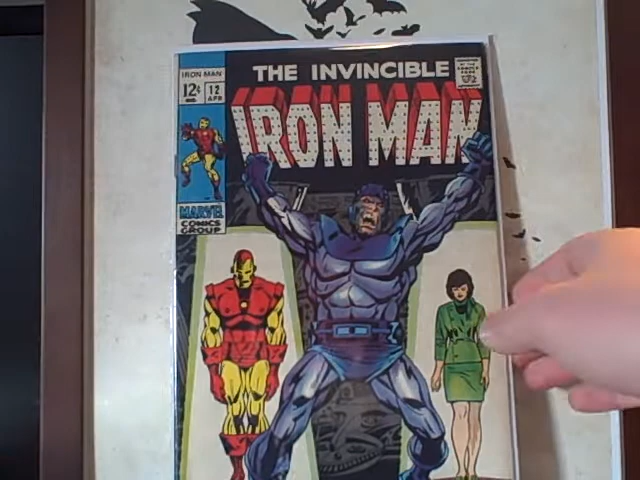 IRON MAN
12¢
12
APR
MARVEL
COMICS
GROUP
THE INVINCIBLE
IRON MAN